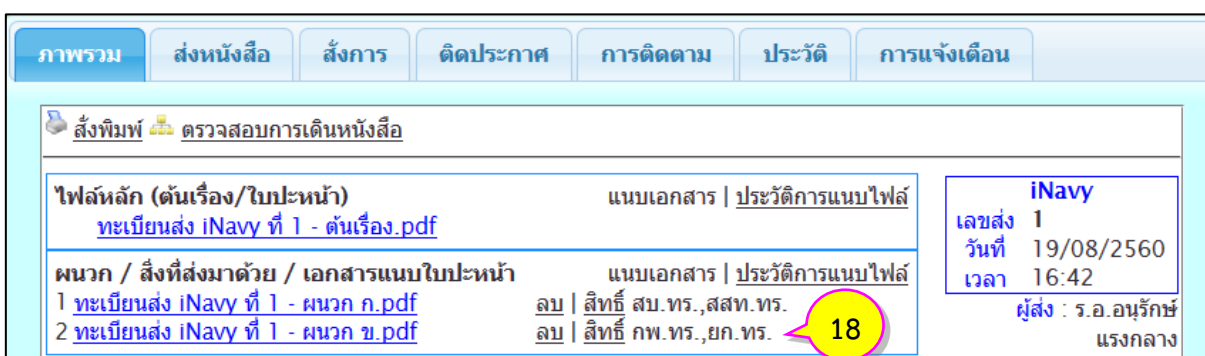 ภาพรวม ส่งหนังสือ สั่งการ ติดประกาศ การติดตาม ประวัติ การแจ้งเตือน
สั่งพิมพ์ ตรวจสอบการเดินหนังสือ
ไฟล์หลัก (ต้นเรื่อง/ใบปะหน้า) แนบเอกสาร | ประวัติการแนบไฟล์
ทะเบียนส่ง iNavy ที่ 1 - ต้นเรื่อง.pdf
ผนวก / สิ่งที่ส่งมาด้วย / เอกสารแนบใบปะหน้า แนบเอกสาร | ประวัติการแนบไฟล์
1 ทะเบียนส่ง iNavy ที่ 1 - ผนวก ก.pdf ลบ | สิทธิ์ สบ.ทร.,สสท.ทร.
2 ทะเบียนส่ง iNavy ที่ 1 - ผนวก ข.pdf ลบ | สิทธิ์ กพ.ทร.,ยก.ทร.
18
iNavy
เลขส่ง 1
วันที่ 19/08/2560
เวลา 16:42
ผู้ส่ง : ร.อ.อนุรักษ์
แรงกลาง